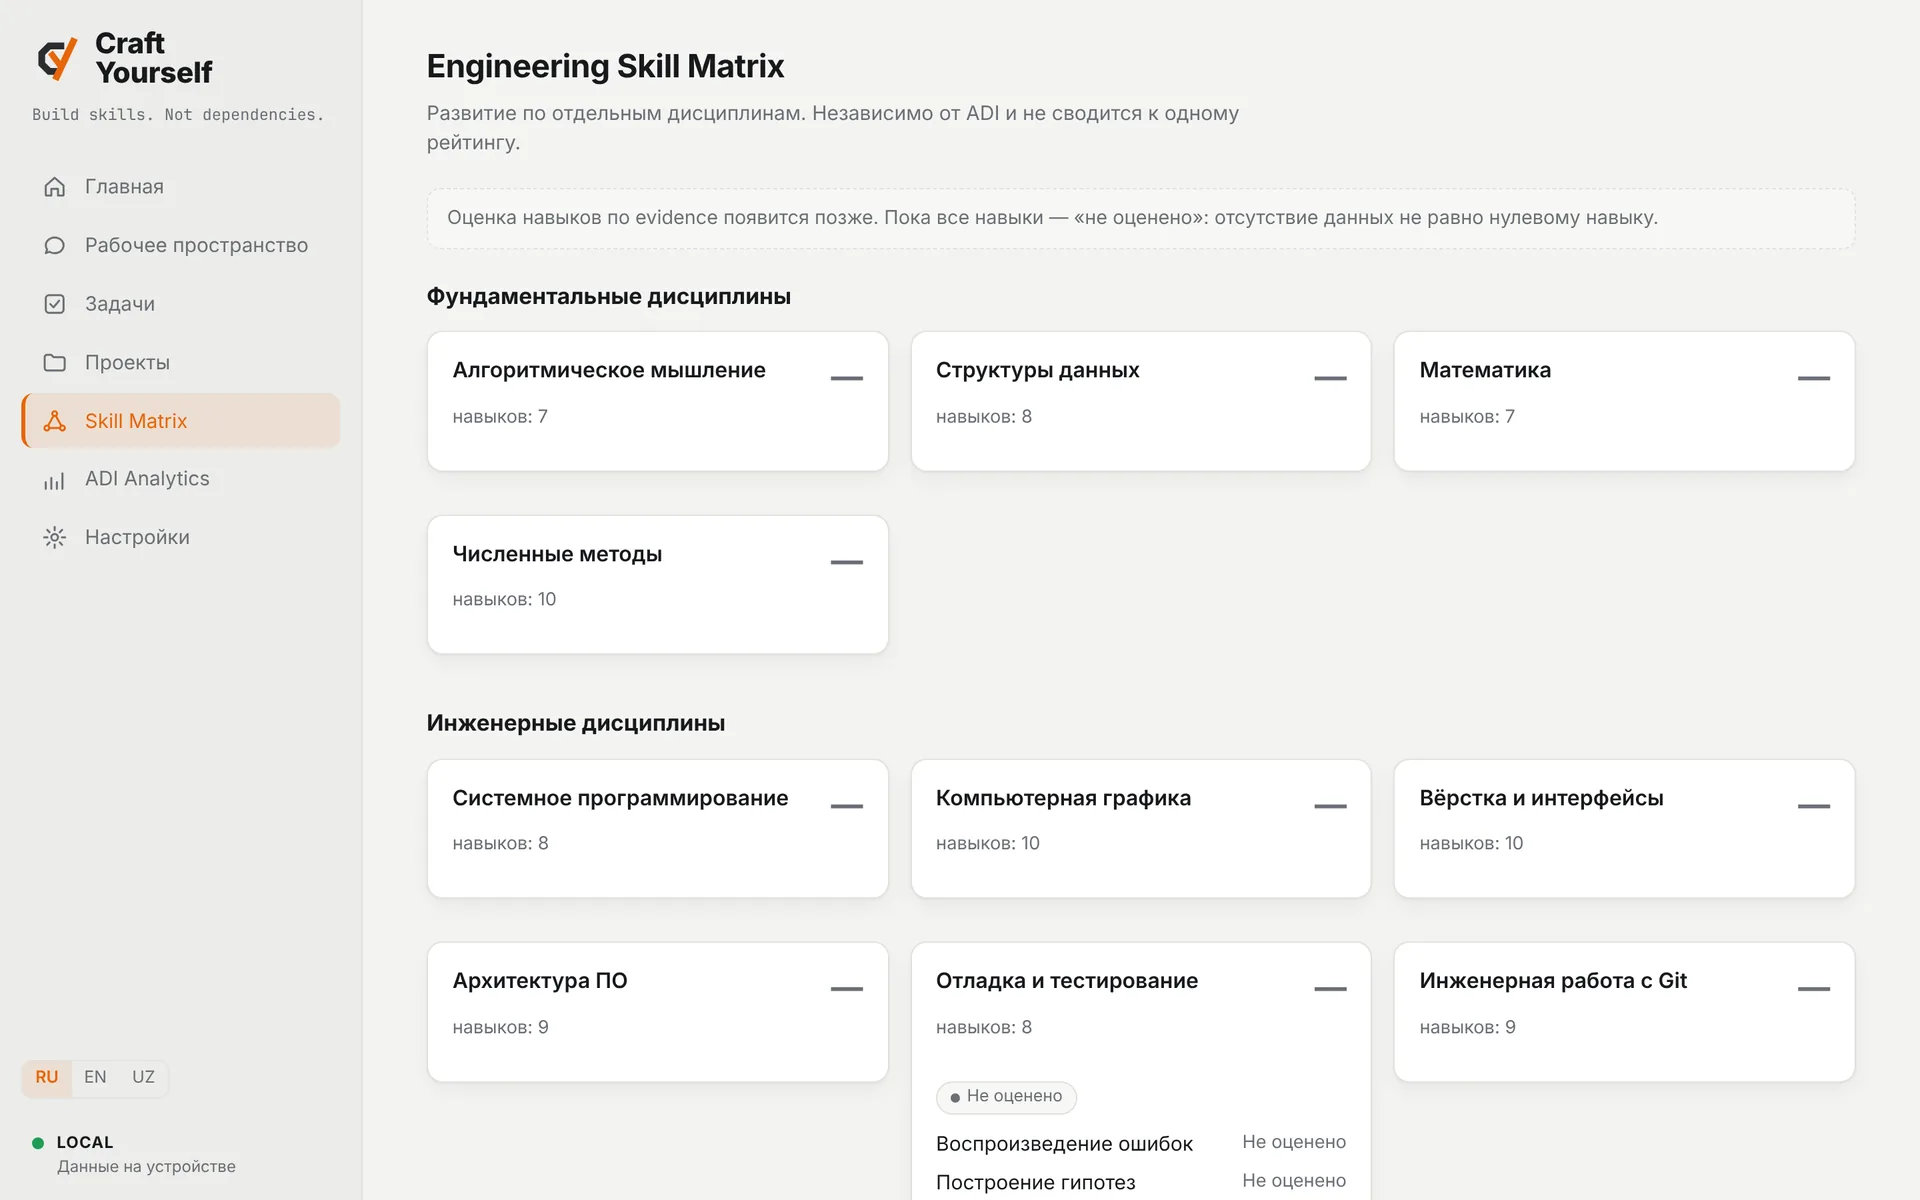 Craft
Yourself
Build skills. Not dependencies.
Главная
Рабочее пространство
Задачи
Проекты
Skill Matrix
ADI Analytics
Настройки
RU EN UZ
LOCAL
Данные на устройстве
Engineering Skill Matrix
Развитие по отдельным дисциплинам. Независимо от ADI и не сводится к одному
рейтингу.
Оценка навыков по evidence появится позже. Пока все навыки — «не оценено»: отсутствие данных не равно нулевому навыку.
Фундаментальные дисциплины
Алгоритмическое мышление —
навыков: 7
Структуры данных —
навыков: 8
Математика —
навыков: 7
Численные методы —
навыков: 10
Инженерные дисциплины
Системное программирование —
навыков: 8
Компьютерная графика —
навыков: 10
Вёрстка и интерфейсы —
навыков: 10
Архитектура ПО —
навыков: 9
Отладка и тестирование —
навыков: 8
Не оценено
Воспроизведение ошибок Не оценено
Построение гипотез Не оценено
Инженерная работа с Git —
навыков: 9